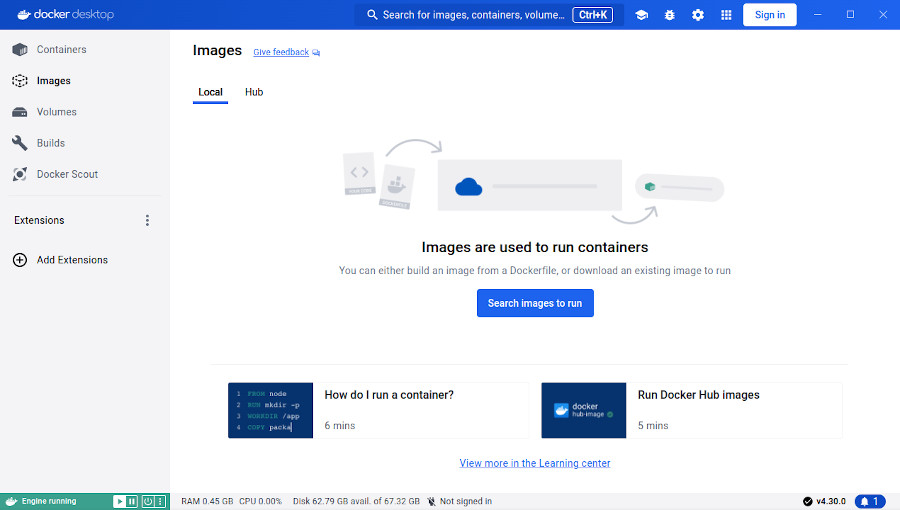 docker desktop
Search for images, containers, volume... Ctrl+K
Sign in
Containers
Images
Volumes
Builds
Docker Scout
Extensions
Add Extensions
Images
Give feedback
Local Hub
Images are used to run containers
You can either build an image from a Dockerfile, or download an existing image to run
Search images to run
1 FROM node
2 RUN mkdir -p
3 WORKDIR /app
4 COPY packa
How do I run a container?
6 mins
docker
hub-image
Run Docker Hub images
5 mins
View more in the Learning center
Engine running
RAM 0.45 GB CPU 0.00% Disk 62.79 GB avail. of 67.32 GB Not signed in
v4.30.0
1